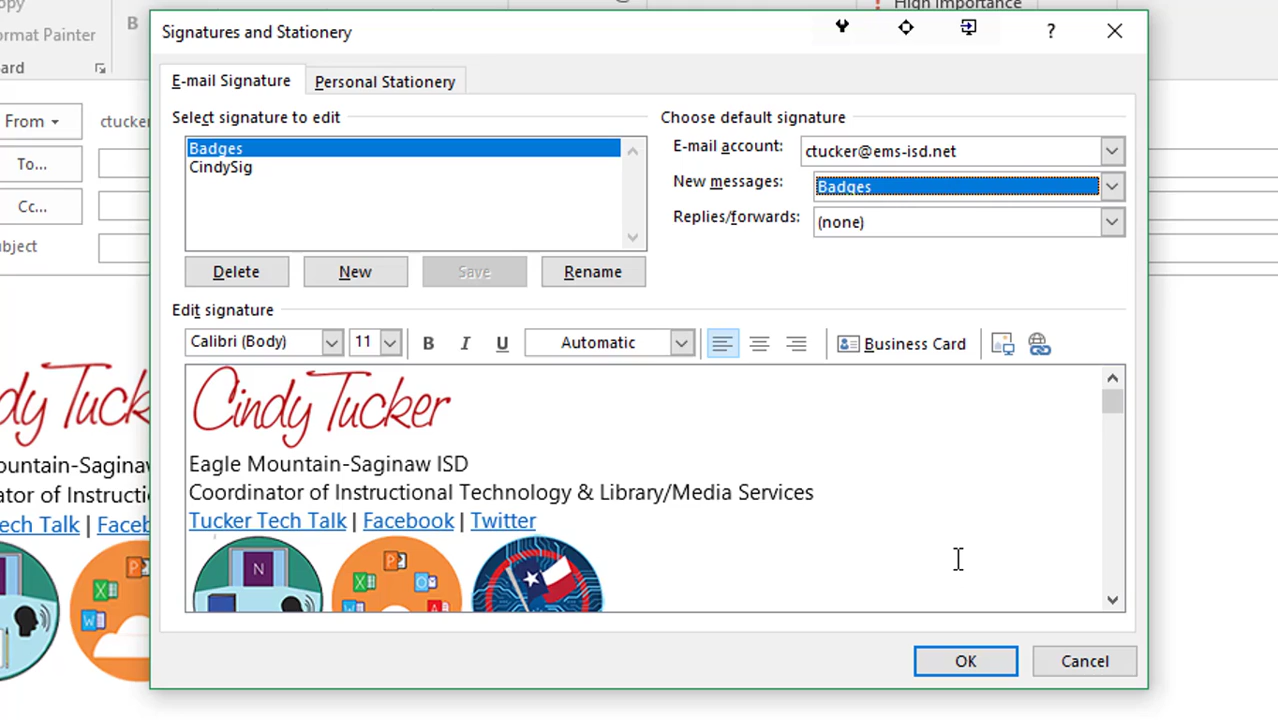 opy
ormat Painter
ard
B
High Importance
From
ctucker
To...
Cc...
bject
Signatures and Stationery
?
E-mail Signature
Personal Stationery
Select signature to edit
Badges
CindySig
Delete
New
Save
Rename
Choose default signature
E-mail account:
ctucker@ems-isd.net
New messages:
Badges
Replies/forwards:
(none)
Edit signature
Calibri (Body)
11
B
I
U
Automatic
Business Card
Cindy Tucker
Eagle Mountain-Saginaw ISD
Coordinator of Instructional Technology & Library/Media Services
Tucker Tech Talk | Facebook | Twitter
N
P
X
O
W
A
OK
Cancel
dy Tuck
ountain-Saginaw
ator of Instructi
ech Talk | Faceb
P
X
W